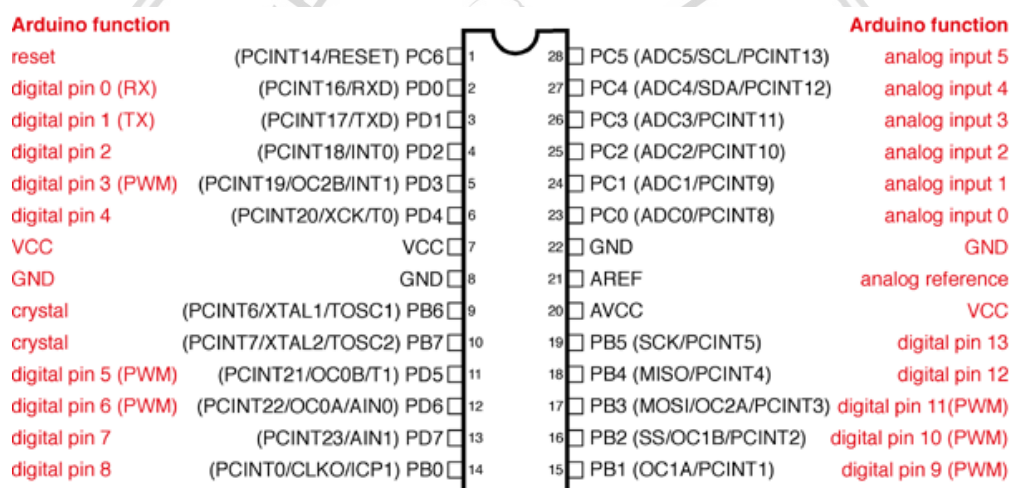 Arduino function Arduino function
reset (PCINT14/RESET) PC6 1 28 PC5 (ADC5/SCL/PCINT13) analog input 5
digital pin 0 (RX) (PCINT16/RXD) PD0 2 27 PC4 (ADC4/SDA/PCINT12) analog input 4
digital pin 1 (TX) (PCINT17/TXD) PD1 3 26 PC3 (ADC3/PCINT11) analog input 3
digital pin 2 (PCINT18/INT0) PD2 4 25 PC2 (ADC2/PCINT10) analog input 2
digital pin 3 (PWM) (PCINT19/OC2B/INT1) PD3 5 24 PC1 (ADC1/PCINT9) analog input 1
digital pin 4 (PCINT20/XCK/T0) PD4 6 23 PC0 (ADC0/PCINT8) analog input 0
VCC VCC 7 22 GND GND
GND GND 8 21 AREF analog reference
crystal (PCINT6/XTAL1/TOSC1) PB6 9 20 AVCC VCC
crystal (PCINT7/XTAL2/TOSC2) PB7 10 19 PB5 (SCK/PCINT5) digital pin 13
digital pin 5 (PWM) (PCINT21/OC0B/T1) PD5 11 18 PB4 (MISO/PCINT4) digital pin 12
digital pin 6 (PWM) (PCINT22/OC0A/AIN0) PD6 12 17 PB3 (MOSI/OC2A/PCINT3) digital pin 11(PWM)
digital pin 7 (PCINT23/AIN1) PD7 13 16 PB2 (SS/OC1B/PCINT2) digital pin 10 (PWM)
digital pin 8 (PCINT0/CLKO/ICP1) PB0 14 15 PB1 (OC1A/PCINT1) digital pin 9 (PWM)